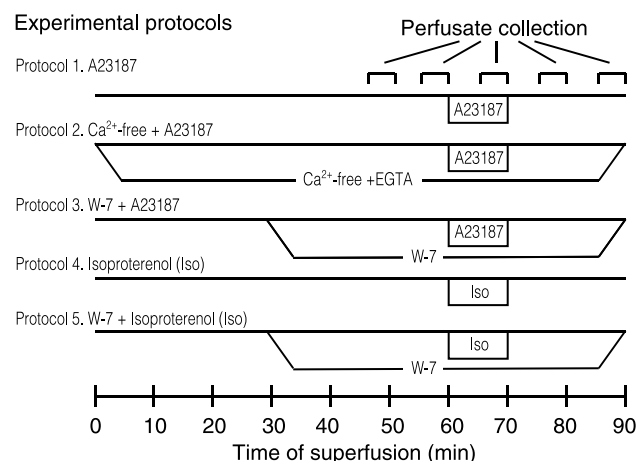 Experimental protocols
Perfusate collection
Protocol 1. A23187
A23187
Protocol 2. Ca²⁺-free + A23187
A23187
Ca²⁺-free +EGTA
Protocol 3. W-7 + A23187
A23187
W-7
Protocol 4. Isoproterenol (Iso)
Iso
Protocol 5. W-7 + Isoproterenol (Iso)
Iso
W-7
0 10 20 30 40 50 60 70 80 90
Time of superfusion (min)